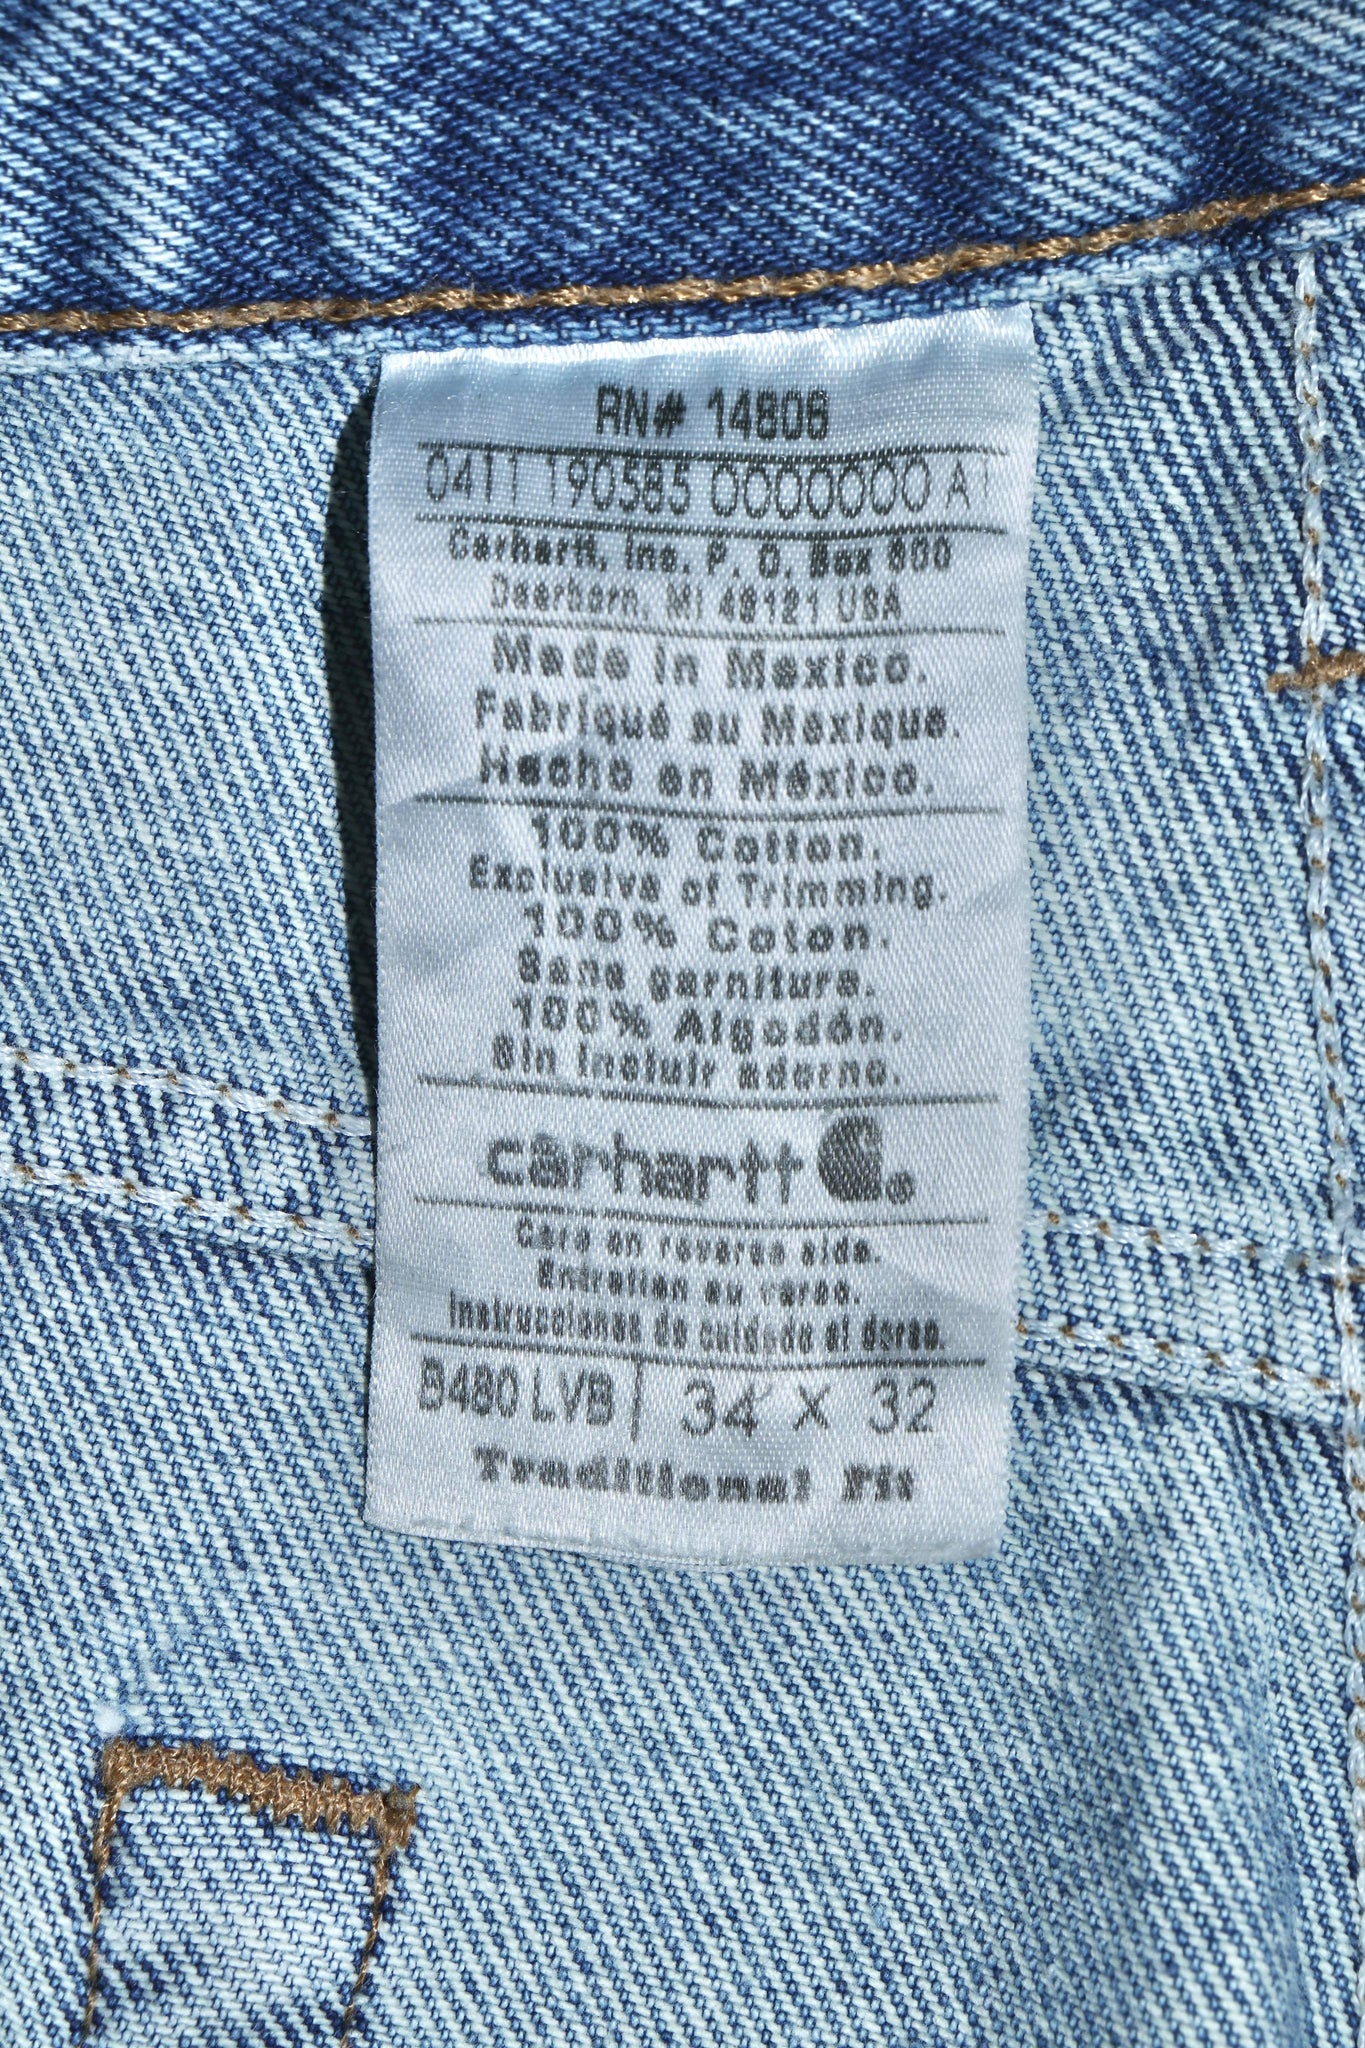 RN# 14806
0411 190585 0000000 A1
Carhartt, Inc. P. O. Box 600
Dearborn, MI 48121 USA
Made in Mexico.
Fabriqué au Mexique.
Hecho en México.
100% Cotton.
Exclusive of Trimming.
100% Coton.
Sans garniture.
100% Algodón.
Sin incluir adorno.
carhartt
Care on reverse side.
Entretien au verso.
Instrucciones de cuidado al dorso.
B480 LVB | 34 x 32
Traditional Fit